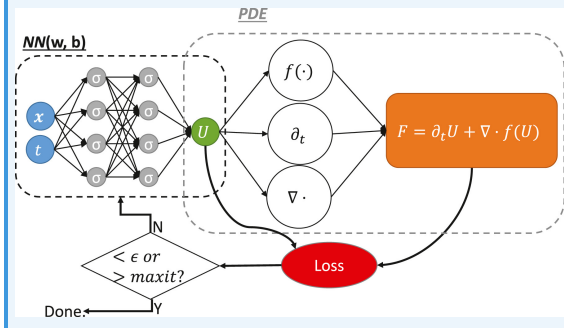 PDE
NN(w, b)
σ σ
σ σ
σ σ
σ σ
x
t
U
f(·)
∂ₜ
∇ ·
F = ∂ₜU + ∇ · f(U)
Loss
< ϵ or
> maxit?
N
Y
Done.